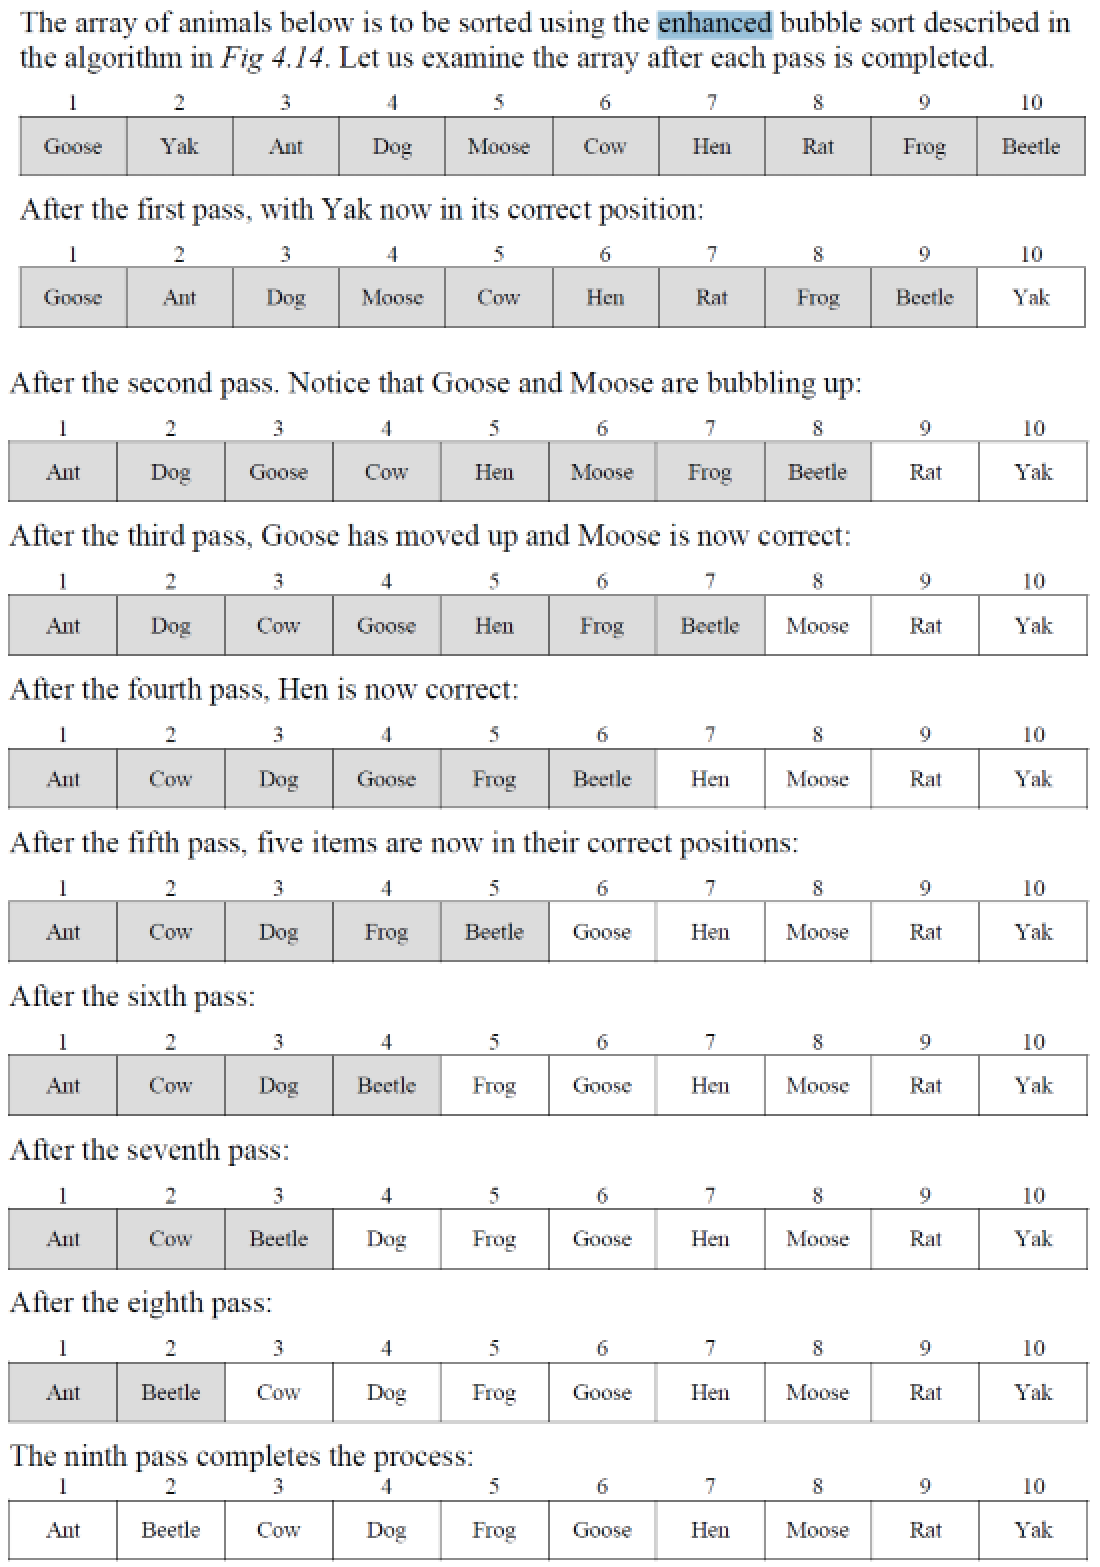 The array of animals below is to be sorted using the enhanced bubble sort described in
the algorithm in Fig 4.14. Let us examine the array after each pass is completed.
1 2 3 4 5 6 7 8 9 10
Goose Yak Ant Dog Moose Cow Hen Rat Frog Beetle
After the first pass, with Yak now in its correct position:
1 2 3 4 5 6 7 8 9 10
Goose Ant Dog Moose Cow Hen Rat Frog Beetle Yak
After the second pass. Notice that Goose and Moose are bubbling up:
1 2 3 4 5 6 7 8 9 10
Ant Dog Goose Cow Hen Moose Frog Beetle Rat Yak
After the third pass, Goose has moved up and Moose is now correct:
1 2 3 4 5 6 7 8 9 10
Ant Dog Cow Goose Hen Frog Beetle Moose Rat Yak
After the fourth pass, Hen is now correct:
1 2 3 4 5 6 7 8 9 10
Ant Cow Dog Goose Frog Beetle Hen Moose Rat Yak
After the fifth pass, five items are now in their correct positions:
1 2 3 4 5 6 7 8 9 10
Ant Cow Dog Frog Beetle Goose Hen Moose Rat Yak
After the sixth pass:
1 2 3 4 5 6 7 8 9 10
Ant Cow Dog Beetle Frog Goose Hen Moose Rat Yak
After the seventh pass:
1 2 3 4 5 6 7 8 9 10
Ant Cow Beetle Dog Frog Goose Hen Moose Rat Yak
After the eighth pass:
1 2 3 4 5 6 7 8 9 10
Ant Beetle Cow Dog Frog Goose Hen Moose Rat Yak
The ninth pass completes the process:
1 2 3 4 5 6 7 8 9 10
Ant Beetle Cow Dog Frog Goose Hen Moose Rat Yak